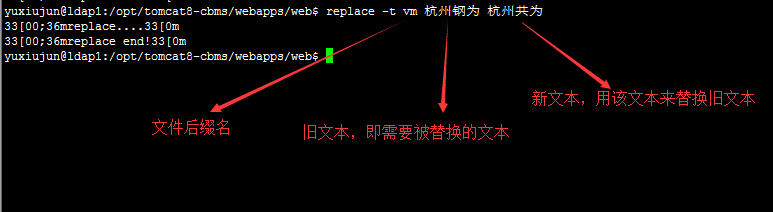 yuxiujun@ldap1:/opt/tomcat8-cbms/webapps/web$ replace -t vm 杭州钢为 杭州共为
33[00;36mreplace....33[0m
33[00;36mreplace end!33[0m
yuxiujun@ldap1:/opt/tomcat8-cbms/webapps/web$
新文本，用该文本来替换旧文本
文件后缀名
旧文本，即需要被替换的文本